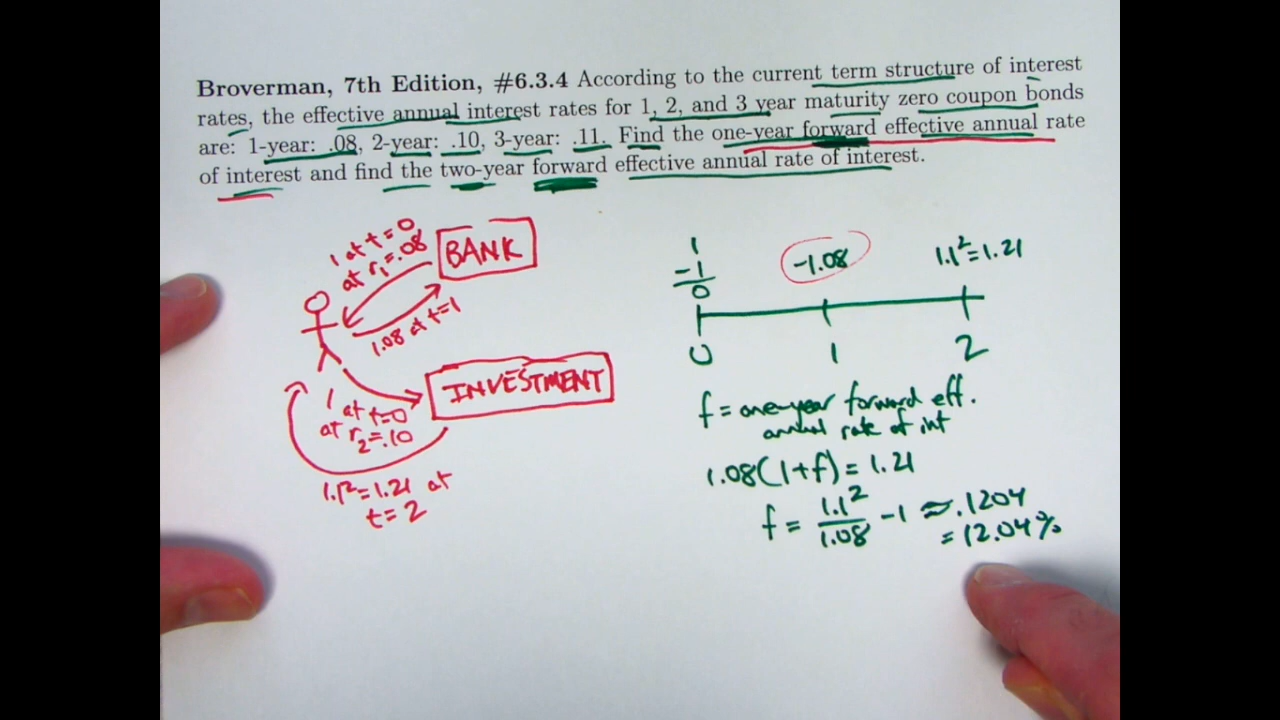 Broverman, 7th Edition, #6.3.4 According to the current term structure of interest
rates, the effective annual interest rates for 1, 2, and 3 year maturity zero coupon bonds
are: 1-year: .08, 2-year: .10, 3-year: .11. Find the one-year forward effective annual rate
of interest and find the two-year forward effective annual rate of interest.
1 at t=0
at r₁=.08
BANK
1.08 at t=1
INVESTMENT
1 at t=0
at r₂=.10
1.1²=1.21 at
t=2
1
-1
0
-1.08
1.1²=1.21
0 1 2
f = one-year forward eff.
annual rate of int
1.08(1+f) = 1.21
f = 1.1²/1.08 -1 ≈ .1204
= 12.04%